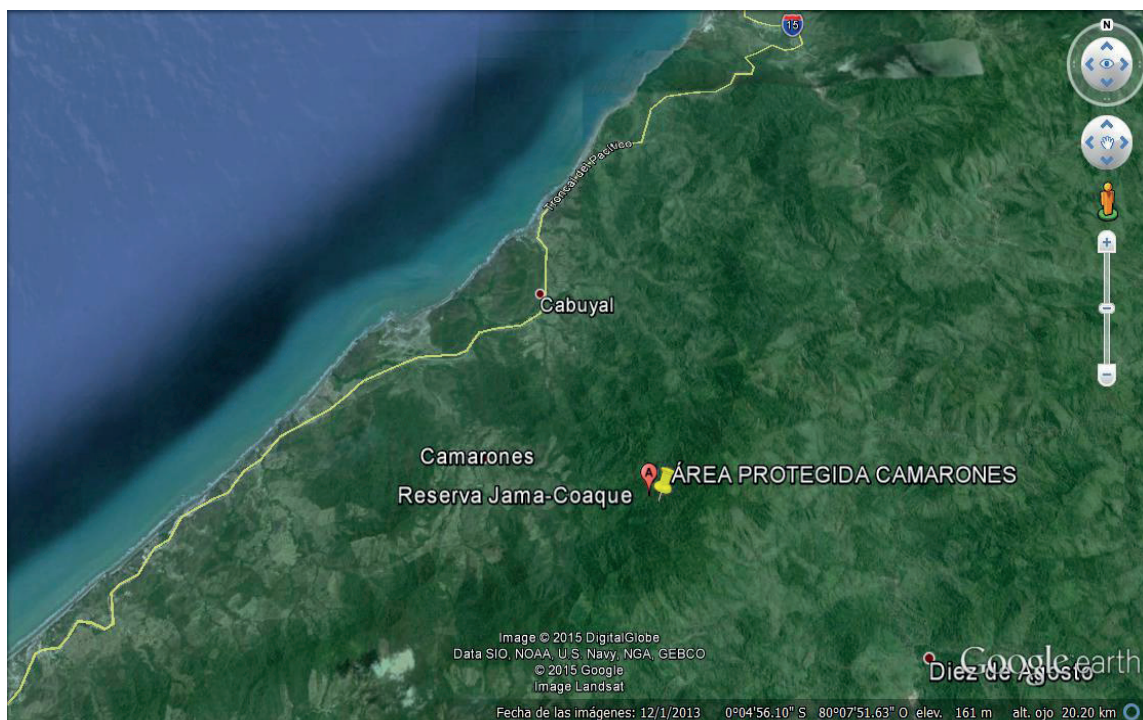 15
N
Troncal del Pacífico
Cabuyal
Camarones
A
ÁREA PROTEGIDA CAMARONES
Reserva Jama-Coaque
Image © 2015 DigitalGlobe
Data SIO, NOAA, U.S. Navy, NGA, GEBCO
© 2015 Google
Image Landsat
Google earth
Diez de Agosto
Fecha de las imágenes: 12/1/2013 0°04'56.10" S 80°07'51.63" O elev. 161 m alt. ojo 20.20 km